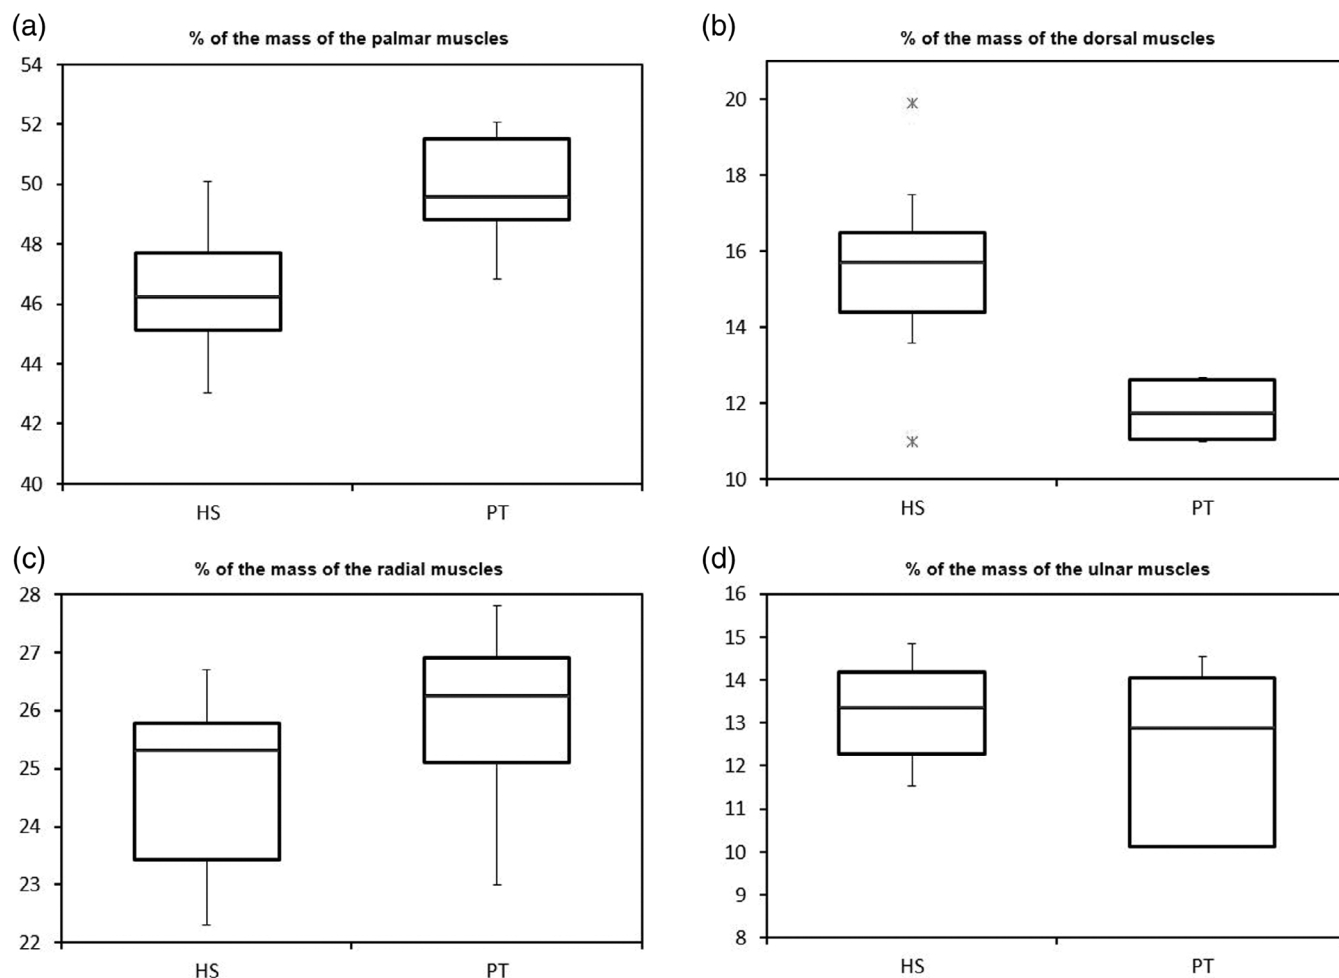 (a)
% of the mass of the palmar muscles
54
52
50
48
46
44
42
40
HS PT
(b)
% of the mass of the dorsal muscles
20
18
16
14
12
10
HS PT
(c)
% of the mass of the radial muscles
28
27
26
25
24
23
22
HS PT
(d)
% of the mass of the ulnar muscles
16
15
14
13
12
11
10
9
8
HS PT